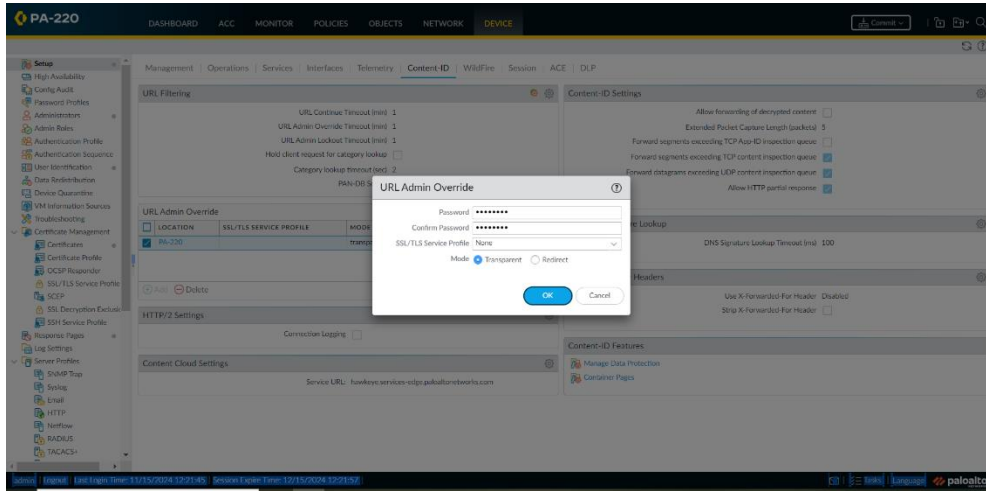 PA-220
DASHBOARD ACC MONITOR POLICIES OBJECTS NETWORK DEVICE
Commit
Setup
High Availability
Config Audit
Password Profiles
Administrators
Admin Roles
Authentication Profile
Authentication Sequence
User Identification
Data Redistribution
Device Quarantine
VM Information Sources
Troubleshooting
Certificate Management
Certificates
Certificate Profile
OCSP Responder
SSL/TLS Service Profile
SCEP
SSL Decryption Exclusio
SSH Service Profile
Response Pages
Log Settings
Server Profiles
SNMP Trap
Syslog
Email
HTTP
Netflow
RADIUS
TACACS+
Management Operations Services Interfaces Telemetry Content-ID WildFire Session ACE DLP
URL Filtering
URL Continue Timeout (min) 1
URL Admin Override Timeout (min) 1
URL Admin Lockout Timeout (min) 1
Hold client request for category lookup
Category lookup timeout (sec) 2
PAN-DB S
URL Admin Override
LOCATION SSL/TLS SERVICE PROFILE MODE
PA-220 transp
Add Delete
HTTP/2 Settings
Connection Logging
Content Cloud Settings
Service URL: hawkeye.services-edge.paloaltonetworks.com
URL Admin Override
Password ••••••••
Confirm Password ••••••••
SSL/TLS Service Profile None
Mode Transparent Redirect
OK Cancel
Content-ID Settings
Allow forwarding of decrypted content
Extended Packet Capture Length (packets) 5
Forward segments exceeding TCP App-ID inspection queue
Forward segments exceeding TCP content inspection queue
Forward datagrams exceeding UDP content inspection queue
Allow HTTP partial response
re Lookup
DNS Signature Lookup Timeout (ms) 100
Headers
Use X-Forwarded-For Header Disabled
Strip X-Forwarded-For Header
Content-ID Features
Manage Data Protection
Container Pages
admin Logout Last Login Time: 11/15/2024 12:21:45 Session Expire Time: 12/15/2024 12:21:52 Tasks Language paloalto